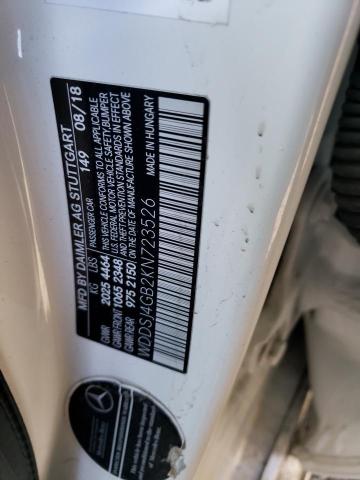 MFD BY DAIMLER AG STUTTGART
PASSENGER CAR 149 08/18
KG LBS
GVWR 2025 4464
GAWR FRONT 1065 2348
GAWR REAR 975 2150
THIS VEHICLE CONFORMS TO ALL APPLICABLE
U.S. FEDERAL MOTOR VEHICLE SAFETY, BUMPER
AND THEFT PREVENTION STANDARDS IN EFFECT
ON THE DATE OF MANUFACTURE SHOWN ABOVE
MADE IN HUNGARY
WDDSJ4GB2KN723526